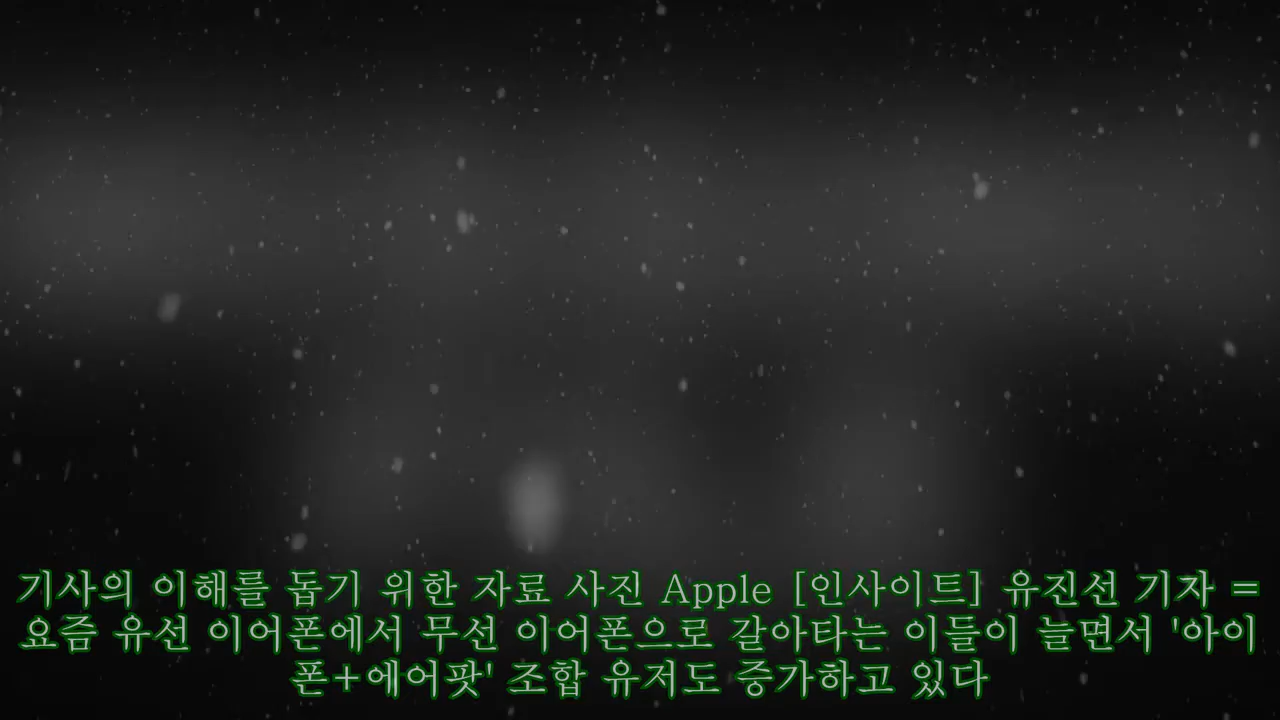 기사의 이해를 돕기 위한 자료 사진 Apple [인사이트] 유진선 기자 =
요즘 유선 이어폰에서 무선 이어폰으로 갈아타는 이들이 늘면서 '아이
폰+에어팟' 조합 유저도 증가하고 있다